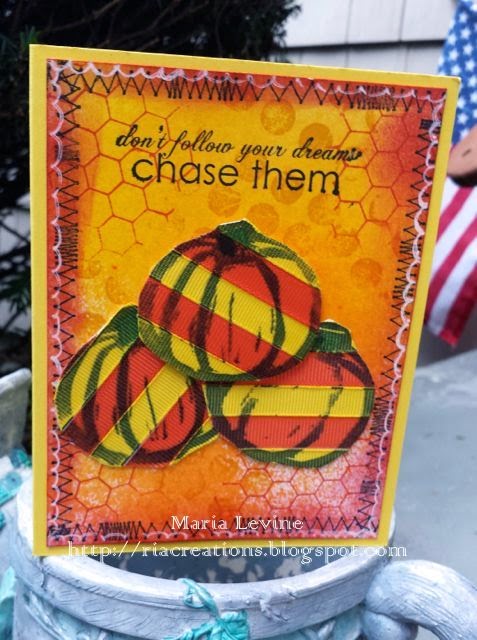 don't follow your dreams
chase them
Maria Levine
http://riacreations.blogspot.com